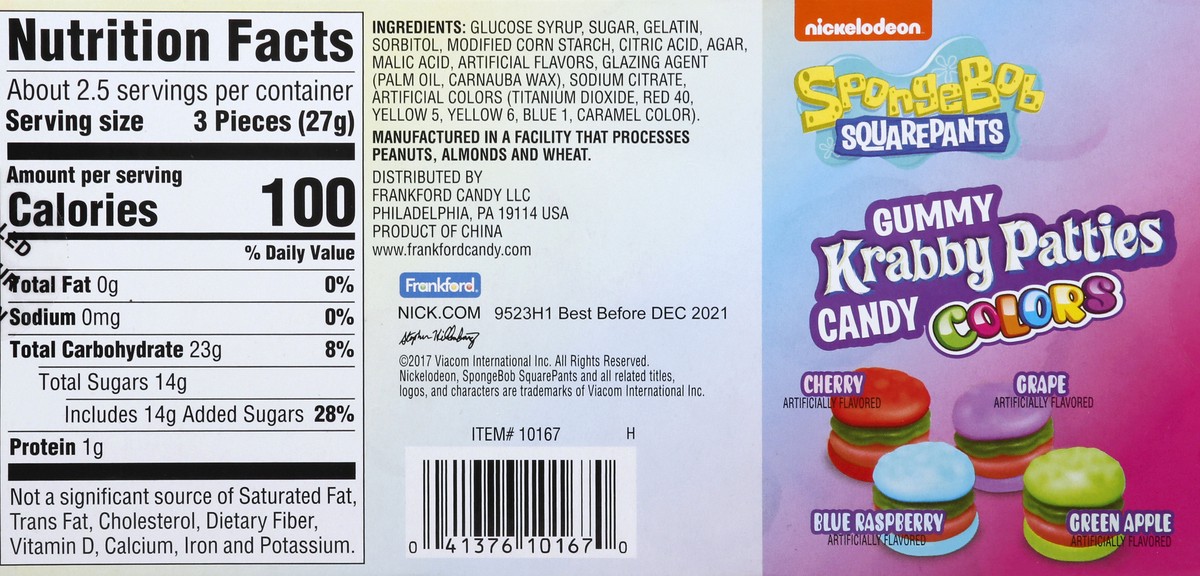 Nutrition Facts
About 2.5 servings per container
Serving size 3 Pieces (27g)
Amount per serving
Calories 100
% Daily Value
Total Fat 0g 0%
Sodium 0mg 0%
Total Carbohydrate 23g 8%
Total Sugars 14g
Includes 14g Added Sugars 28%
Protein 1g
Not a significant source of Saturated Fat,
Trans Fat, Cholesterol, Dietary Fiber,
Vitamin D, Calcium, Iron and Potassium.
INGREDIENTS: GLUCOSE SYRUP, SUGAR, GELATIN,
SORBITOL, MODIFIED CORN STARCH, CITRIC ACID, AGAR,
MALIC ACID, ARTIFICIAL FLAVORS, GLAZING AGENT
(PALM OIL, CARNAUBA WAX), SODIUM CITRATE,
ARTIFICIAL COLORS (TITANIUM DIOXIDE, RED 40,
YELLOW 5, YELLOW 6, BLUE 1, CARAMEL COLOR).
MANUFACTURED IN A FACILITY THAT PROCESSES
PEANUTS, ALMONDS AND WHEAT.
DISTRIBUTED BY
FRANKFORD CANDY LLC
PHILADELPHIA, PA 19114 USA
PRODUCT OF CHINA
www.frankfordcandy.com
Frankford.
NICK.COM 9523H1 Best Before DEC 2021
©2017 Viacom International Inc. All Rights Reserved.
Nickelodeon, SpongeBob SquarePants and all related titles,
logos, and characters are trademarks of Viacom International Inc.
ITEM# 10167 H
0 41376 10167 0
nickelodeon
SPONGEBOB
SQUAREPANTS
GUMMY
Krabby Patties
CANDY COLORS
CHERRY
ARTIFICIALLY FLAVORED
GRAPE
ARTIFICIALLY FLAVORED
BLUE RASPBERRY
ARTIFICIALLY FLAVORED
GREEN APPLE
ARTIFICIALLY FLAVORED